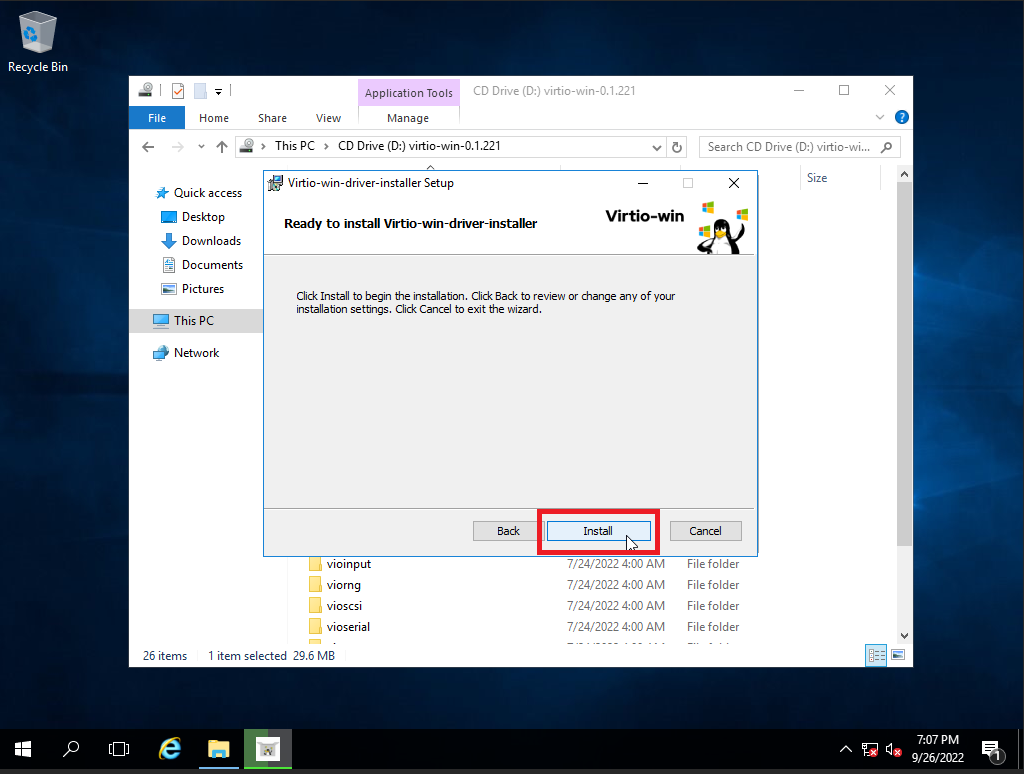 Recycle Bin
Application Tools
CD Drive (D:) virtio-win-0.1.221
File
Home
Share
View
Manage
?
This PC
CD Drive (D:) virtio-win-0.1.221
Search CD Drive (D:) virtio-wi...
Size
Quick access
Desktop
Downloads
Documents
Pictures
This PC
Network
Virtio-win-driver-installer Setup
Ready to install Virtio-win-driver-installer
Virtio-win
Click Install to begin the installation. Click Back to review or change any of your
installation settings. Click Cancel to exit the wizard.
Back
Install
Cancel
vioinput 7/24/2022 4:00 AM File folder
viorng 7/24/2022 4:00 AM File folder
vioscsi 7/24/2022 4:00 AM File folder
vioserial 7/24/2022 4:00 AM File folder
26 items 1 item selected 29.6 MB
7:07 PM
9/26/2022
1